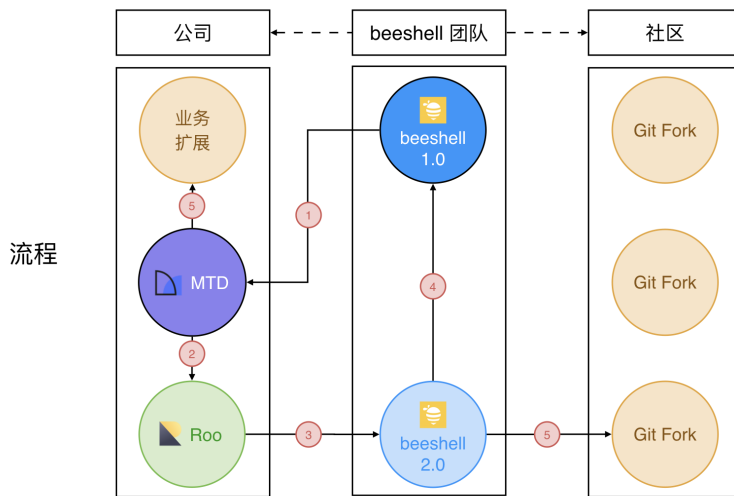 公司
beeshell 团队
社区
流程
业务
扩展
5
MTD
2
Roo
1
3
beeshell
1.0
4
beeshell
2.0
5
Git Fork
Git Fork
Git Fork